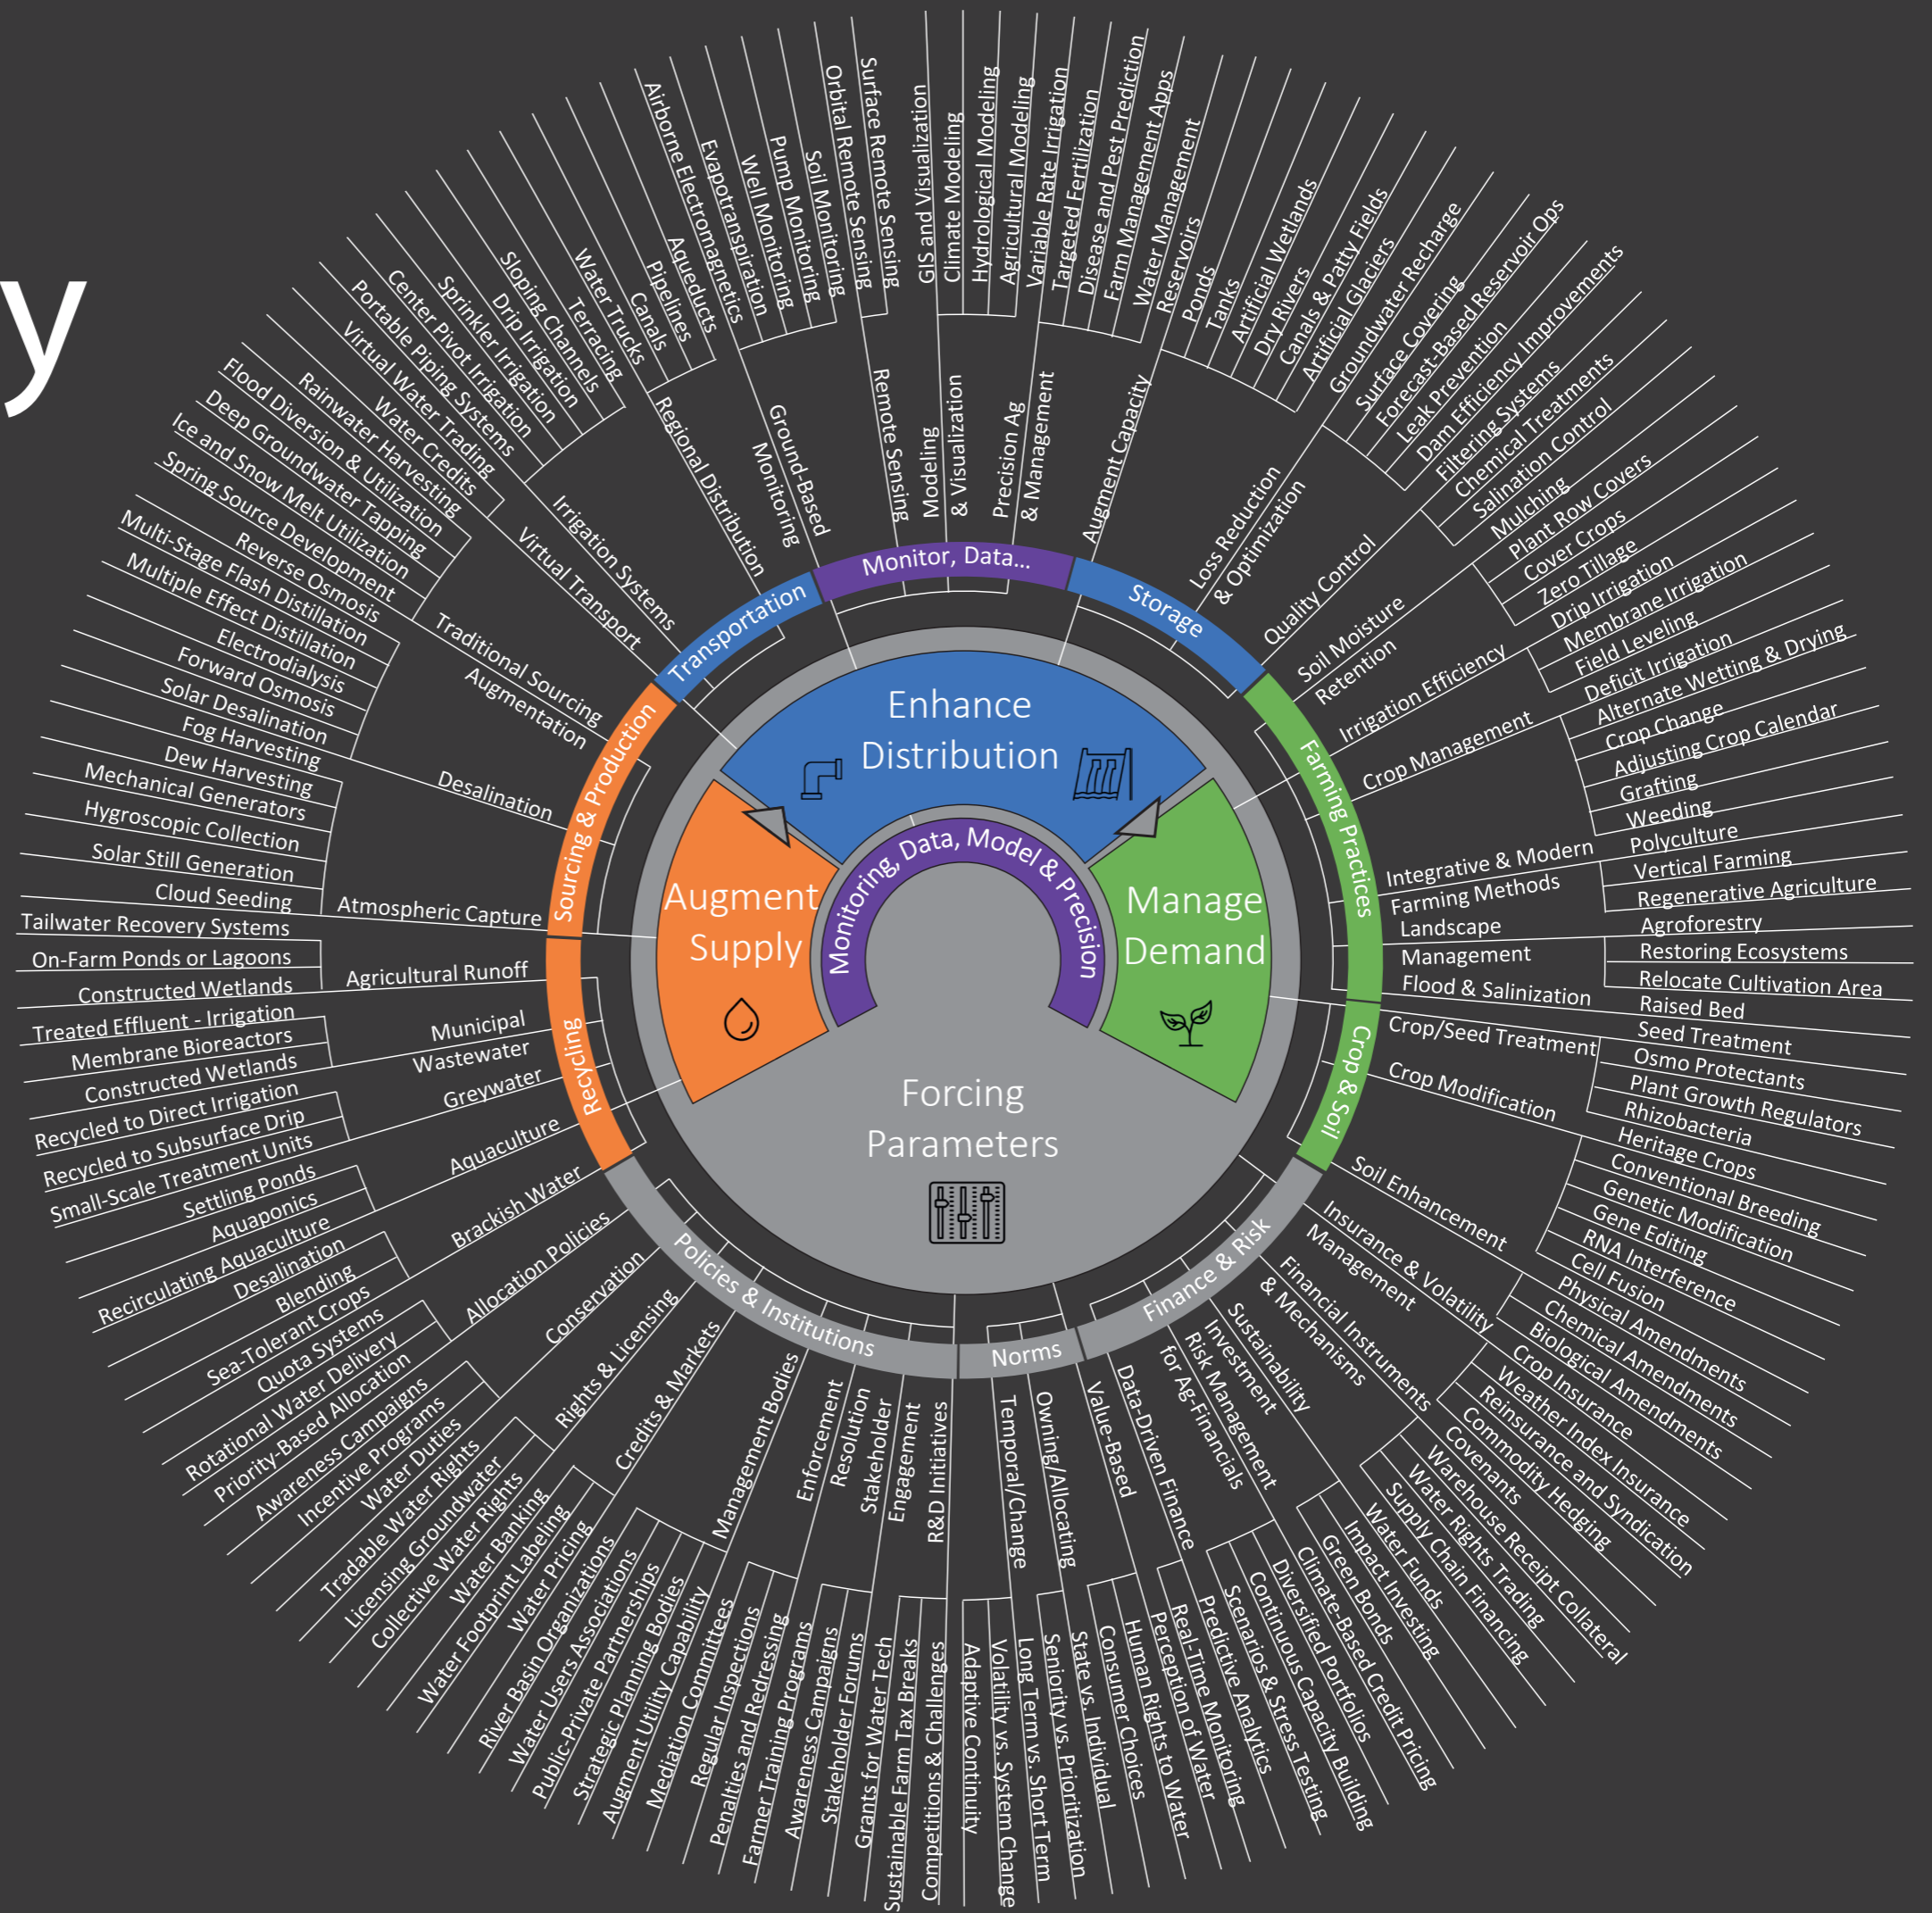 y
Enhance
Distribution
Augment
Supply
Manage
Demand
Monitoring, Data, Model & Precision
Forcing
Parameters
Monitor, Data...
Storage
Farming Practices
Crop & Soil
Finance & Risk
Norms
Policies & Institutions
Recycling
Sourcing & Production
Transportation
Ground-Based
Monitoring
Airborne Electromagnetics
Evapotranspiration
Well Monitoring
Pump Monitoring
Soil Monitoring
Remote Sensing
Orbital Remote Sensing
Surface Remote Sensing
Modeling
& Visualization
GIS and Visualization
Climate Modeling
Hydrological Modeling
Agricultural Modeling
Precision Ag
& Management
Variable Rate Irrigation
Targeted Fertilization
Disease and Pest Prediction
Farm Management Apps
Water Management
Augment Capacity
Reservoirs
Ponds
Tanks
Artificial Wetlands
Dry Rivers
Canals & Patty Fields
Artificial Glaciers
Groundwater Recharge
Loss Reduction
& Optimization
Surface Covering
Forecast-Based Reservoir Ops
Leak Prevention
Dam Efficiency Improvements
Quality Control
Filtering Systems
Chemical Treatments
Salination Control
Soil Moisture
Retention
Mulching
Plant Row Covers
Cover Crops
Zero Tillage
Irrigation Efficiency
Drip Irrigation
Membrane Irrigation
Field Leveling
Deficit Irrigation
Crop Management
Alternate Wetting & Drying
Crop Change
Adjusting Crop Calendar
Grafting
Weeding
Integrative & Modern
Farming Methods
Polyculture
Vertical Farming
Regenerative Agriculture
Landscape
Management
Agroforestry
Restoring Ecosystems
Relocate Cultivation Area
Flood & Salinization
Raised Bed
Crop/Seed Treatment
Seed Treatment
Osmo Protectants
Plant Growth Regulators
Rhizobacteria
Crop Modification
Heritage Crops
Conventional Breeding
Genetic Modification
Gene Editing
RNA Interference
Cell Fusion
Soil Enhancement
Physical Amendments
Chemical Amendments
Biological Amendments
Insurance & Volatility
Management
Crop Insurance
Weather Index Insurance
Reinsurance and Syndication
Commodity Hedging
Financial Instruments
& Mechanisms
Covenants
Warehouse Receipt Collateral
Water Rights Trading
Supply Chain Financing
Sustainability
Investment
Water Funds
Impact Investing
Green Bonds
Risk Management
for Ag-Financials
Climate-Based Credit Pricing
Diversified Portfolios
Continuous Capacity Building
Scenarios & Stress Testing
Data-Driven Finance
Predictive Analytics
Real-Time Monitoring
Value-Based
Perception of Water
Human Rights to Water
Consumer Choices
Owning/Allocating
State vs. Individual
Seniority vs. Prioritization
Temporal/Change
Long Term vs. Short Term
Volatility vs. System Change
Adaptive Continuity
R&D Initiatives
Competitions & Challenges
Sustainable Farm Tax Breaks
Grants for Water Tech
Stakeholder
Engagement
Stakeholder Forums
Awareness Campaigns
Farmer Training Programs
Enforcement
Resolution
Penalties and Redressing
Regular Inspections
Mediation Committees
Management Bodies
Augment Utility Capability
Strategic Planning Bodies
Public-Private Partnerships
Water Users Associations
River Basin Organizations
Credits & Markets
Water Pricing
Water Footprint Labeling
Water Banking
Rights & Licensing
Collective Water Rights
Licensing Groundwater
Tradable Water Rights
Conservation
Water Duties
Incentive Programs
Awareness Campaigns
Allocation Policies
Priority-Based Allocation
Rotational Water Delivery
Quota Systems
Brackish Water
Sea-Tolerant Crops
Blending
Desalination
Aquaculture
Recirculating Aquaculture
Aquaponics
Settling Ponds
Greywater
Small-Scale Treatment Units
Recycled to Subsurface Drip
Recycled to Direct Irrigation
Municipal
Wastewater
Constructed Wetlands
Membrane Bioreactors
Treated Effluent - Irrigation
Agricultural Runoff
Constructed Wetlands
On-Farm Ponds or Lagoons
Tailwater Recovery Systems
Atmospheric Capture
Cloud Seeding
Solar Still Generation
Hygroscopic Collection
Mechanical Generators
Dew Harvesting
Fog Harvesting
Desalination
Solar Desalination
Forward Osmosis
Electrodialysis
Multiple Effect Distillation
Multi-Stage Flash Distillation
Reverse Osmosis
Traditional Sourcing
Augmentation
Spring Source Development
Ice and Snow Melt Utilization
Deep Groundwater Tapping
Flood Diversion & Utilization
Rainwater Harvesting
Virtual Transport
Water Credits
Virtual Water Trading
Irrigation Systems
Portable Piping Systems
Center Pivot Irrigation
Sprinkler Irrigation
Drip Irrigation
Sloping Channels
Terracing
Regional Distribution
Water Trucks
Canals
Pipelines
Aqueducts